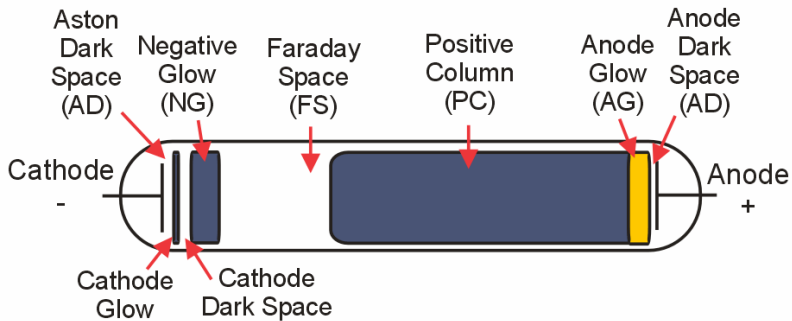 Aston
Dark
Space
(AD)
Negative
Glow
(NG)
Faraday
Space
(FS)
Positive
Column
(PC)
Anode
Glow
(AG)
Anode
Dark
Space
(AD)
Cathode
-
Anode
+
Cathode
Glow
Cathode
Dark Space